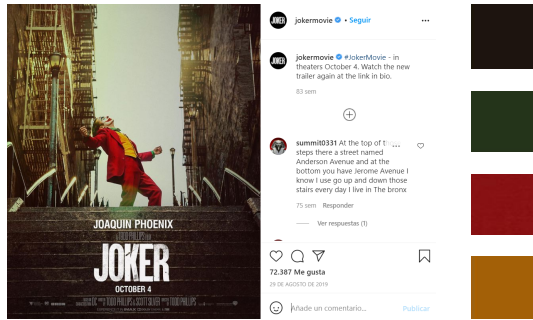 JOAQUIN PHOENIX
JOKER
OCTOBER 4
JOKER
jokermovie • Seguir
JOKER
jokermovie #JokerMovie - in
theaters October 4. Watch the new
trailer again at the link in bio.
83 sem
summit0331 At the top of t
steps there a street named
Anderson Avenue and at the
bottom you have Jerome Avenue I
know I use go up and down those
stairs every day I live in The bronx
75 sem Responder
Ver respuestas (1)
72.387 Me gusta
29 DE AGOSTO DE 2019
Añade un comentario...
Publicar